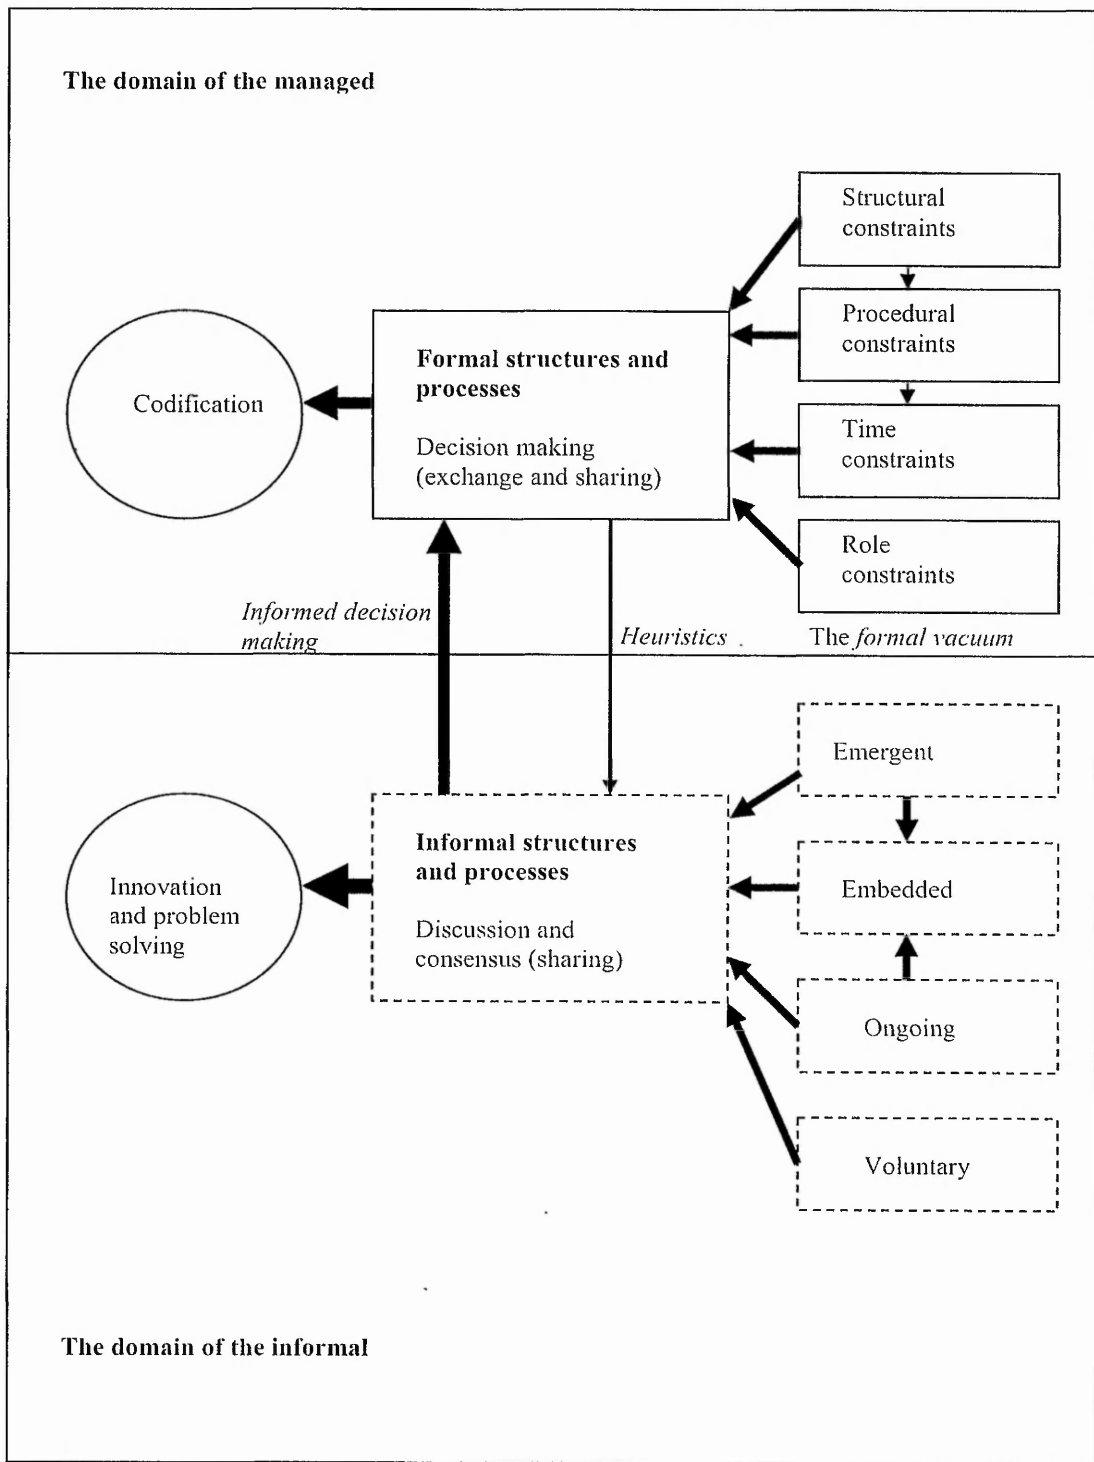 The domain of the managed
Structural
constraints
Procedural
constraints
Time
constraints
Role
constraints
The formal vacuum
Formal structures and
processes
Decision making
(exchange and sharing)
Codification
Informed decision
making
Heuristics
Emergent
Embedded
Ongoing
Voluntary
Informal structures
and processes
Discussion and
consensus (sharing)
Innovation
and problem
solving
The domain of the informal